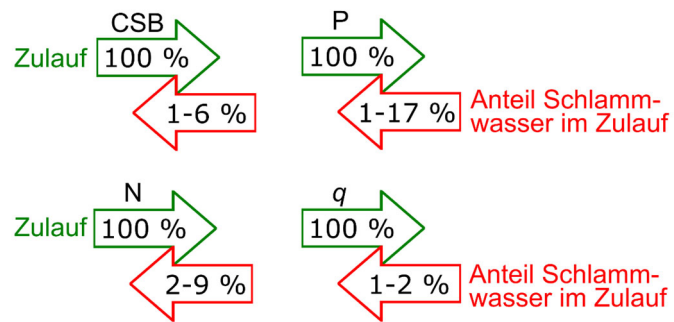 CSB P
Zulauf 100 % 100 %
1-6 % 1-17 % Anteil Schlamm-
wasser im Zulauf
N q
Zulauf 100 % 100 %
2-9 % 1-2 % Anteil Schlamm-
wasser im Zulauf